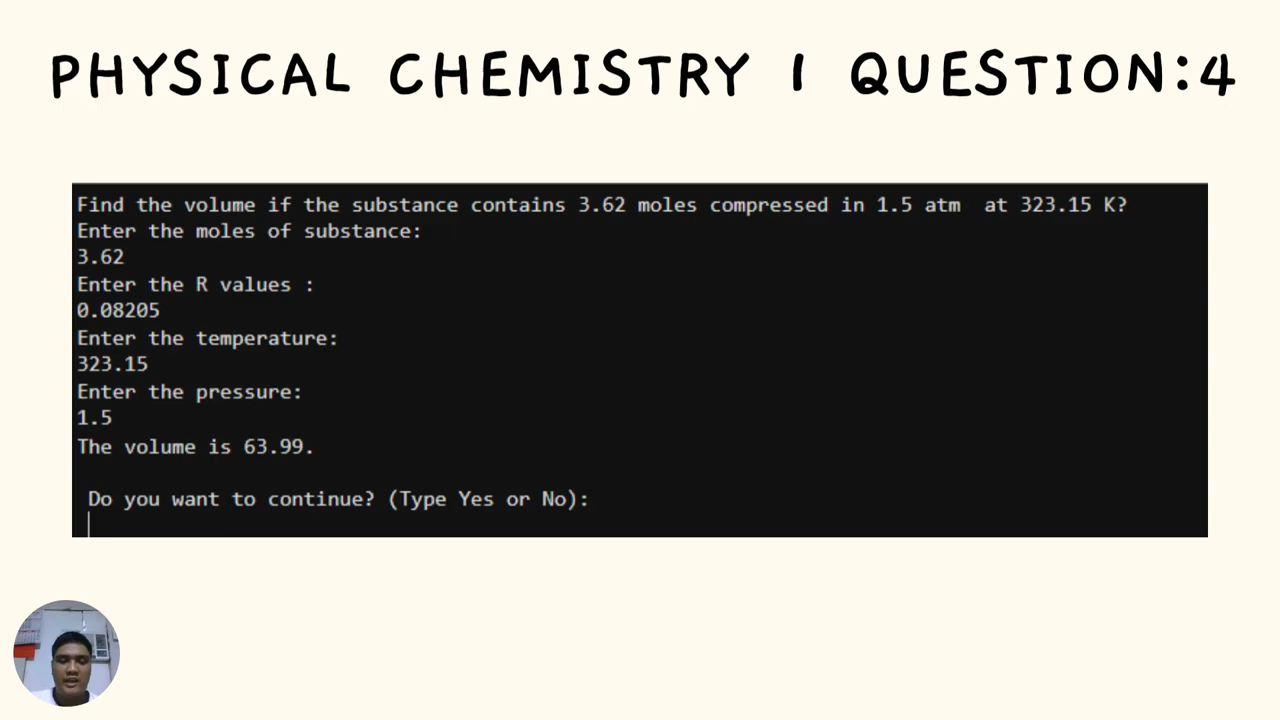 PHYSICAL CHEMISTRY 1 QUESTION:4
Find the volume if the substance contains 3.62 moles compressed in 1.5 atm  at 323.15 K?
Enter the moles of substance:
3.62
Enter the R values :
0.08205
Enter the temperature:
323.15
Enter the pressure:
1.5
The volume is 63.99.
Do you want to continue? (Type Yes or No):